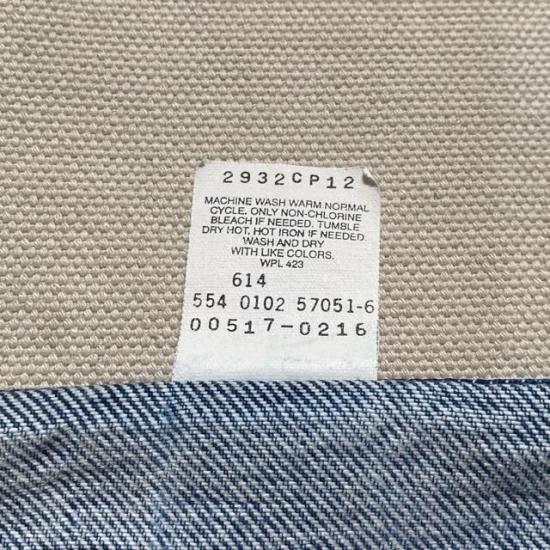 2932CP12
MACHINE WASH WARM NORMAL
CYCLE. ONLY NON-CHLORINE
BLEACH IF NEEDED. TUMBLE
DRY HOT. HOT IRON IF NEEDED.
WASH AND DRY
WITH LIKE COLORS.
WPL 423
614
554 0102 57051-6
00517-0216